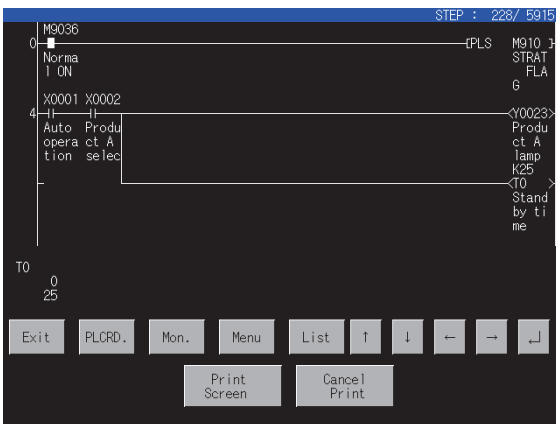 STEP : 228/ 5915
M9036
0 [PLS M910 ]
Norma STRAT
l ON FLA
G
X0001 X0002
4 <Y0023>
Auto Produ Produ
opera ct A ct A
tion selec lamp
K25
<T0 >
Stand
by ti
me
T0
0
25
Exit PLCRD. Mon. Menu List ↑ ↓ ← → ↵
Print Cancel
Screen Print